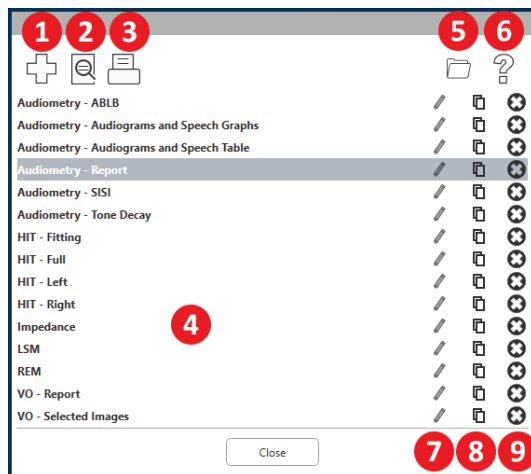 1 2 3 5 6
Audiometry - ABLB
Audiometry - Audiograms and Speech Graphs
Audiometry - Audiograms and Speech Table
Audiometry - Report
Audiometry - SISI
Audiometry - Tone Decay
HIT - Fitting
HIT - Full
HIT - Left
HIT - Right
Impedance
4
LSM
REM
VO - Report
VO - Selected Images
Close
7 8 9